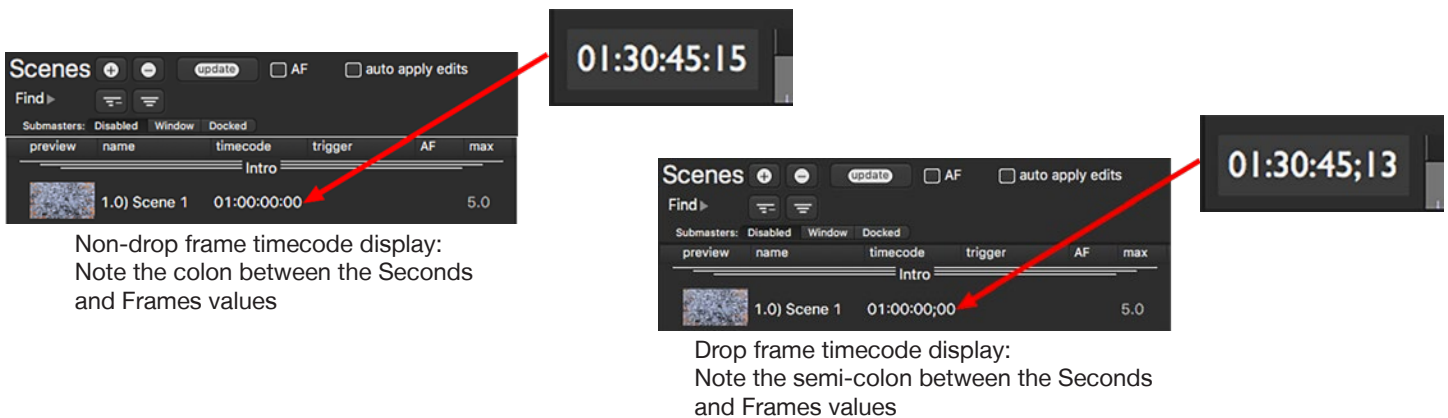 01:30:45:15
Scenes update AF auto apply edits
Find
Submasters: Disabled Window Docked
preview name timecode trigger AF max
Intro
1.0) Scene 1 01:00:00:00 5.0
Non-drop frame timecode display:
Note the colon between the Seconds
and Frames values
01:30:45;13
Scenes update AF auto apply edits
Find
Submasters: Disabled Window Docked
preview name timecode trigger AF max
Intro
1.0) Scene 1 01:00:00;00 5.0
Drop frame timecode display:
Note the semi-colon between the Seconds
and Frames values